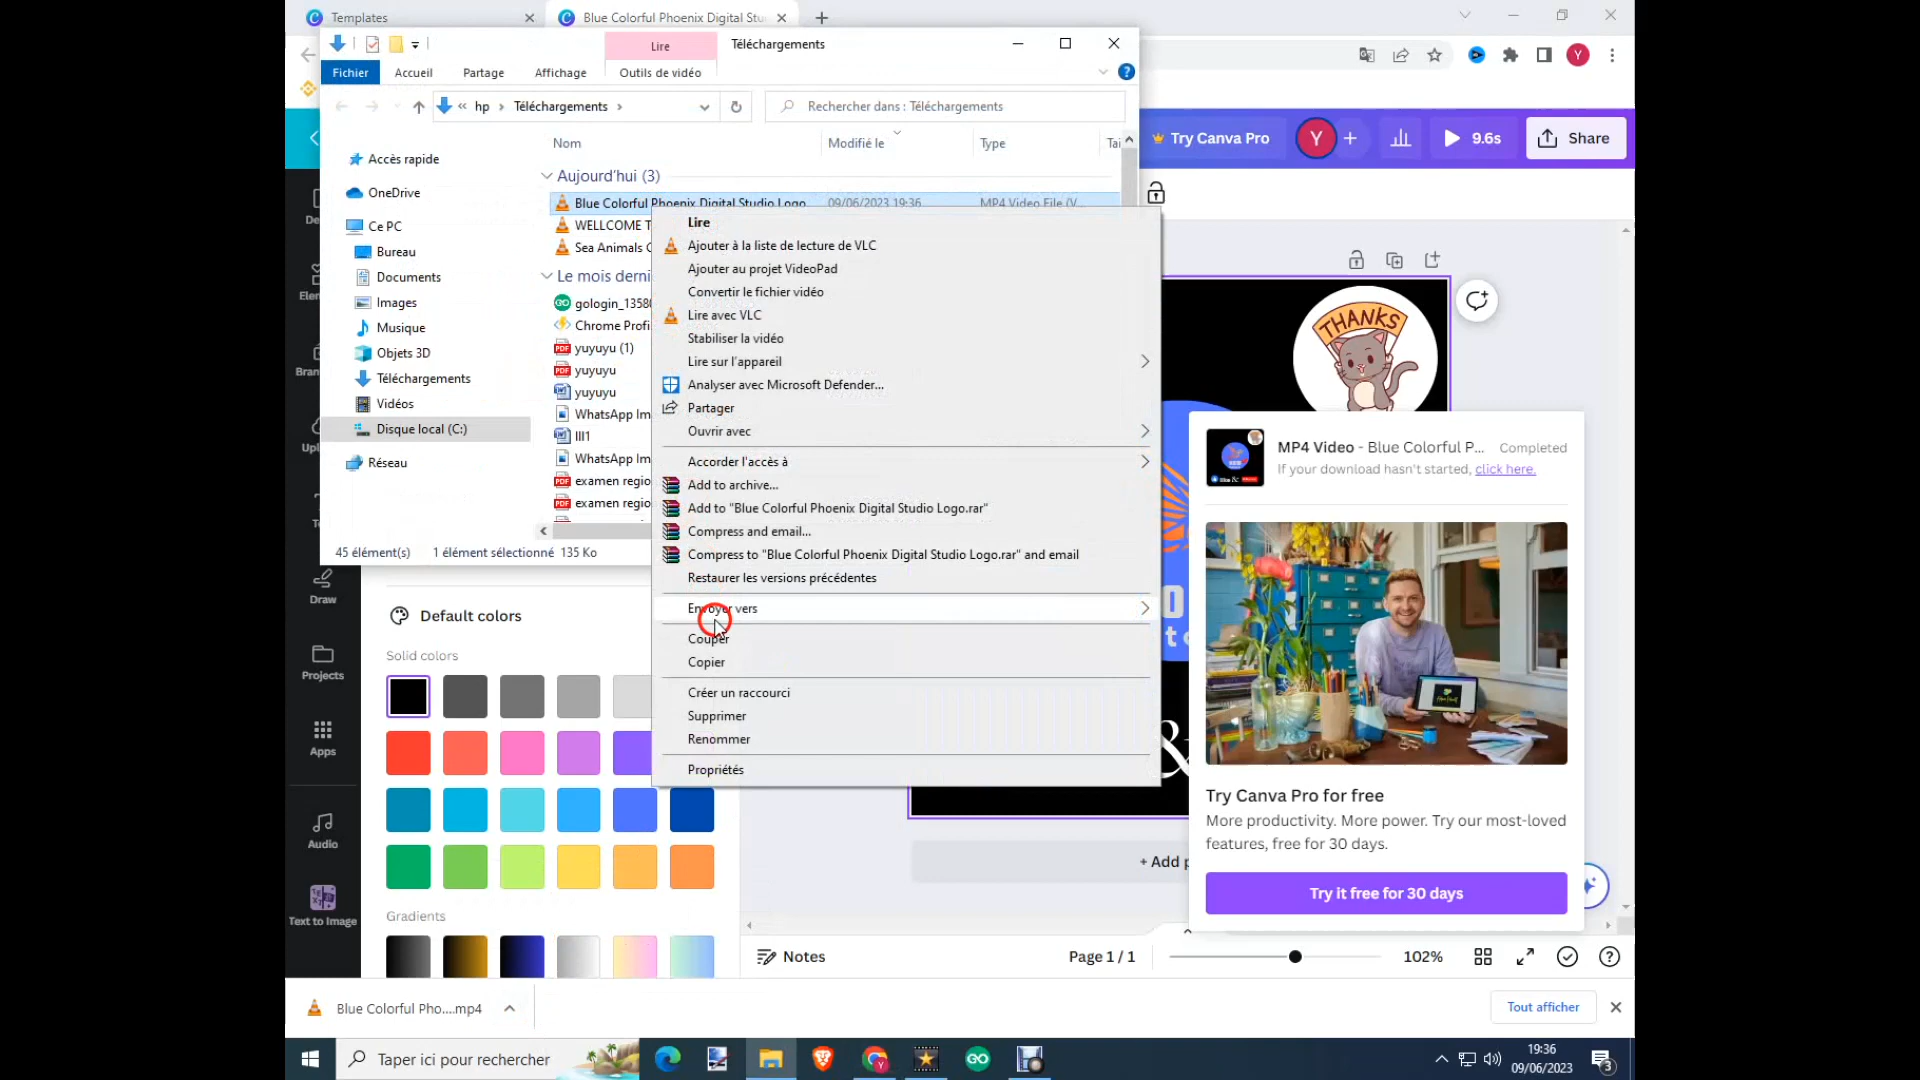 Templates
Blue Colorful Phoenix Digital Stu
Lire
Téléchargements
Fichier
Accueil
Partage
Affichage
Outils de vidéo
« hp > Téléchargements >
Rechercher dans : Téléchargements
Nom
Modifié le
Type
Tai
Accès rapide
OneDrive
Ce PC
Bureau
Documents
Images
Musique
Objets 3D
Téléchargements
Vidéos
Disque local (C:)
Réseau
Aujourd'hui (3)
Blue Colorful Phoenix Digital Studio Logo
09/06/2023 19:36
MP4 Video File (V...
WELLCOME T
Sea Animals C
Le mois derni
gologin_1358
Chrome Profi
yuyuyu (1)
yuyuyu
yuyuyu
WhatsApp Im
III1
WhatsApp Im
examen regio
examen regio
45 élément(s)
1 élément sélectionné 135 Ko
Lire
Ajouter à la liste de lecture de VLC
Ajouter au projet VideoPad
Convertir le fichier vidéo
Lire avec VLC
Stabiliser la vidéo
Lire sur l'appareil
Analyser avec Microsoft Defender...
Partager
Ouvrir avec
Accorder l'accès à
Add to archive...
Add to "Blue Colorful Phoenix Digital Studio Logo.rar"
Compress and email...
Compress to "Blue Colorful Phoenix Digital Studio Logo.rar" and email
Restaurer les versions précédentes
Envoyer vers
Couper
Copier
Créer un raccourci
Supprimer
Renommer
Propriétés
Try Canva Pro
Y
Y
9.6s
Share
THANKS
&
MP4 Video - Blue Colorful P...
Completed
If your download hasn't started, click here.
Try Canva Pro for free
More productivity. More power. Try our most-loved
features, free for 30 days.
Try it free for 30 days
Draw
Projects
Apps
Audio
Text to Image
Default colors
Solid colors
Gradients
+ Add p
Notes
Page 1 / 1
102%
Blue Colorful Pho....mp4
Tout afficher
Taper ici pour rechercher
19:36
09/06/2023
3